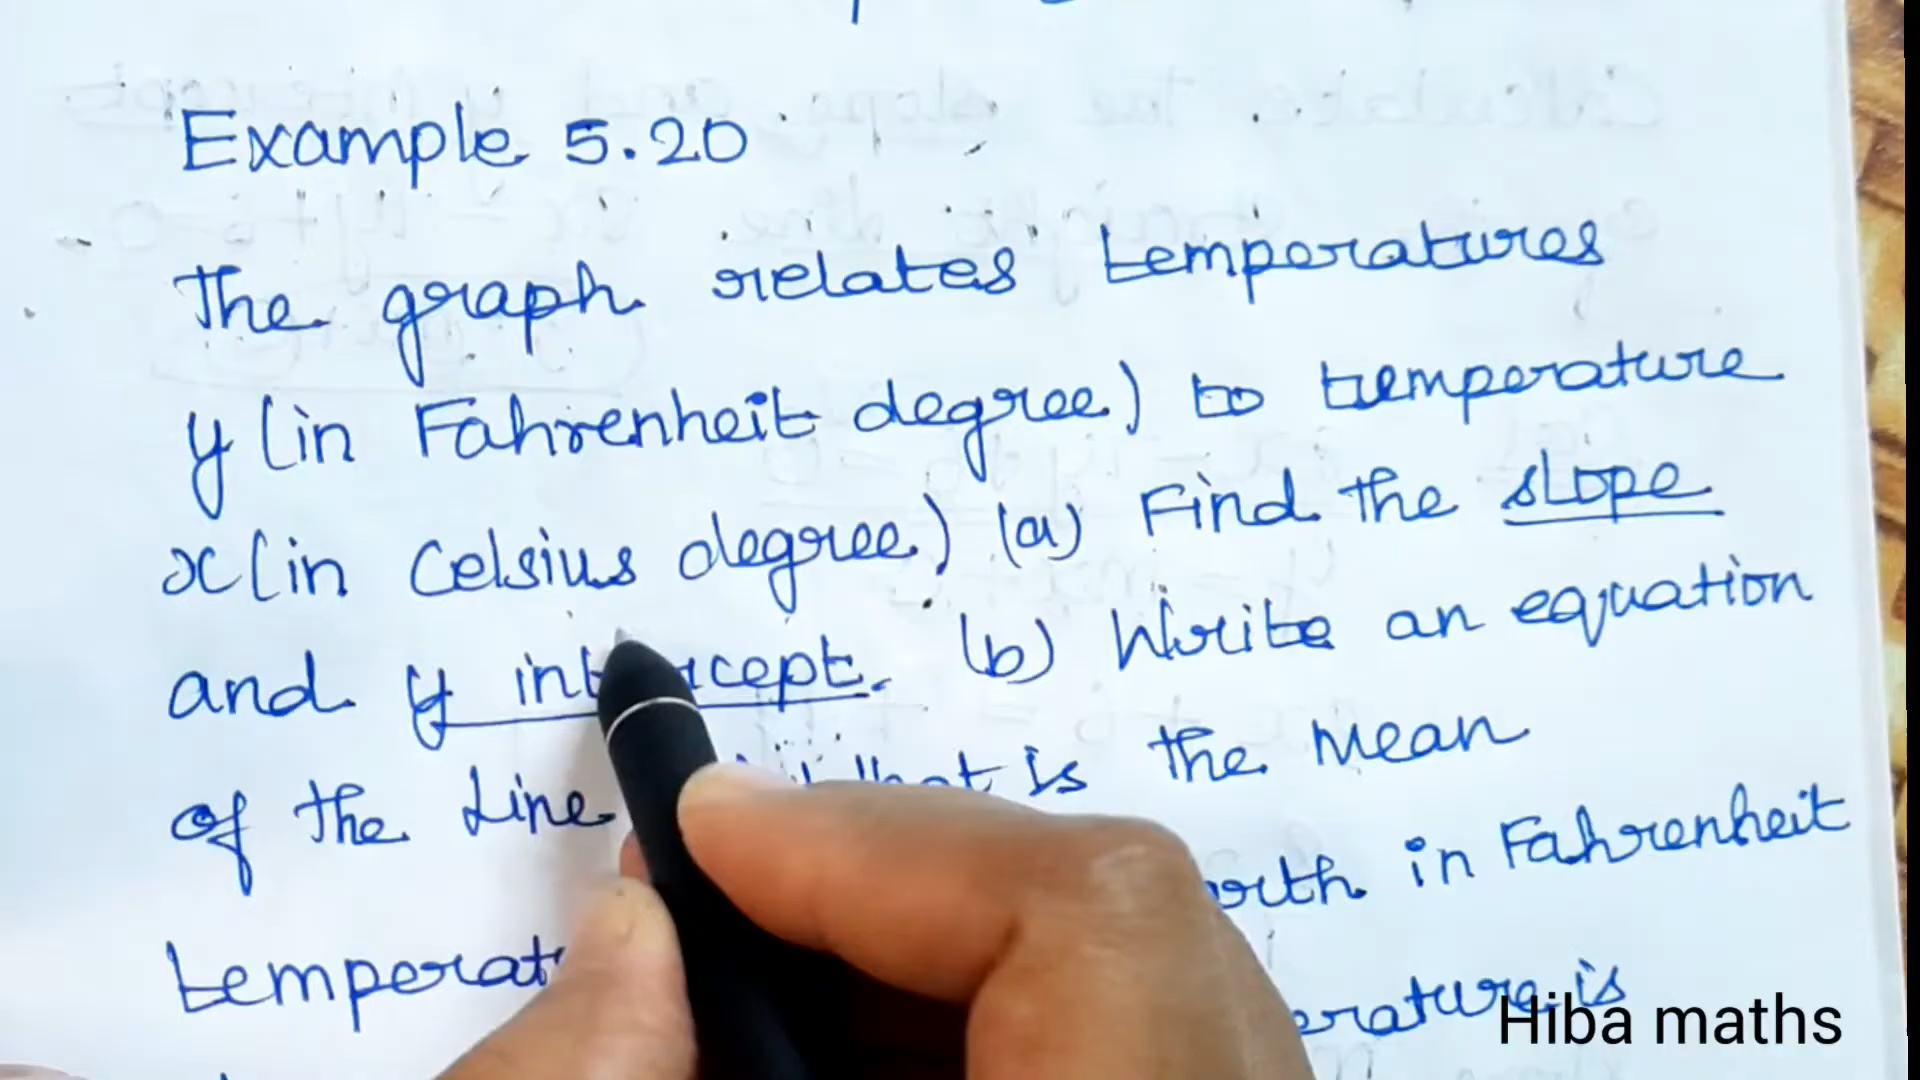 Example 5.20
The graph relates temperatures
y (in Fahrenheit degree) to temperature
x (in Celsius degree) (a) Find the slope
and y intercept. (b) Write an equation
of the Line is the Mean
in Fahrenheit
is
Hiba maths